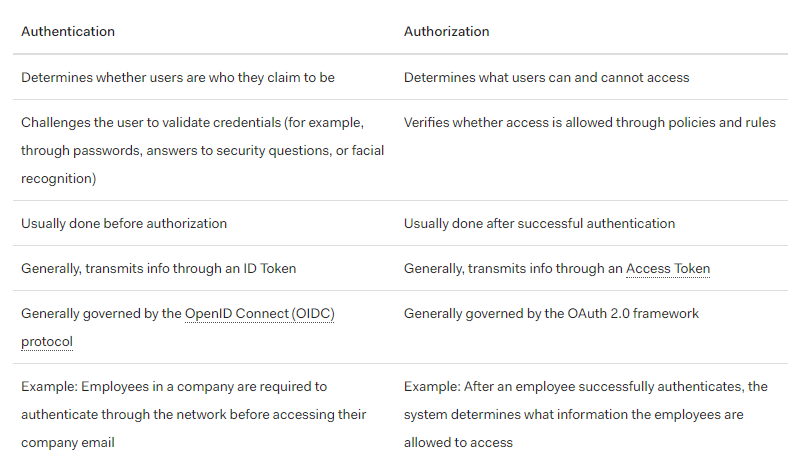 Authentication Authorization
Determines whether users are who they claim to be Determines what users can and cannot access
Challenges the user to validate credentials (for example, Verifies whether access is allowed through policies and rules
through passwords, answers to security questions, or facial
recognition)
Usually done before authorization Usually done after successful authentication
Generally, transmits info through an ID Token Generally, transmits info through an Access Token
Generally governed by the OpenID Connect (OIDC) Generally governed by the OAuth 2.0 framework
protocol
Example: Employees in a company are required to Example: After an employee successfully authenticates, the
authenticate through the network before accessing their system determines what information the employees are
company email allowed to access